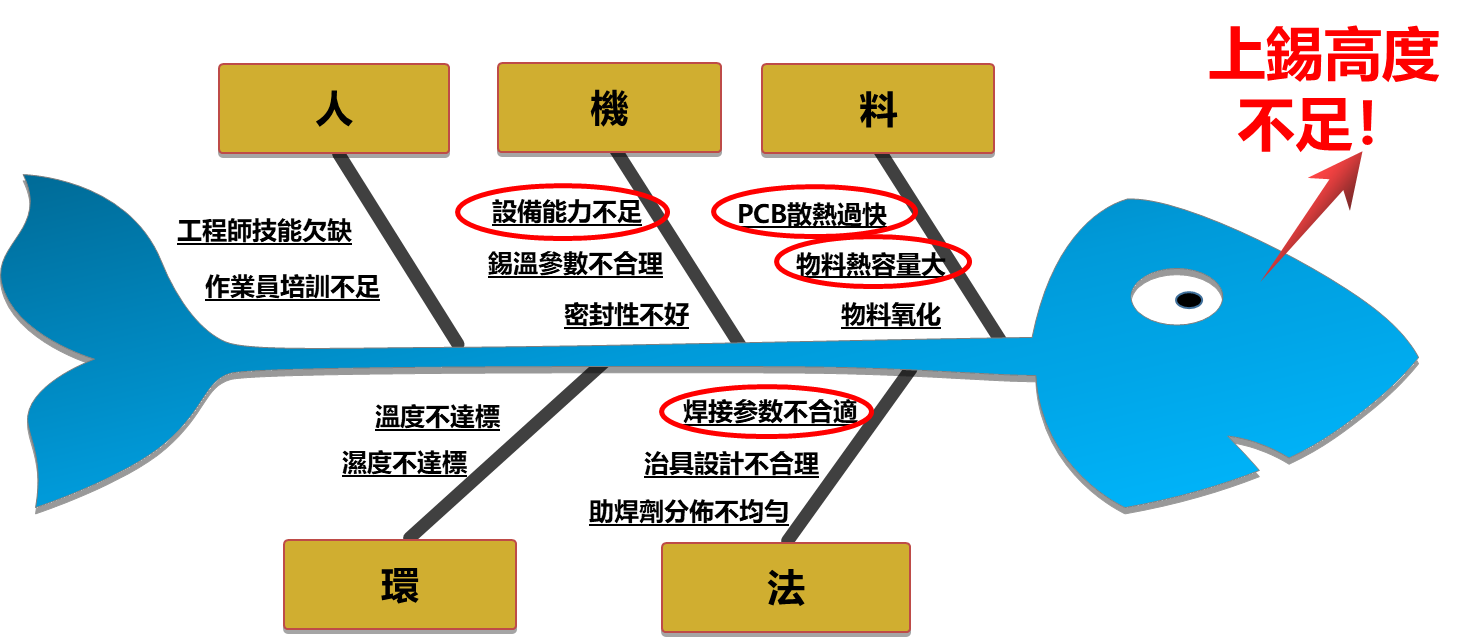 上錫高度
不足!
人
機
料
工程師技能欠缺
作業員培訓不足
設備能力不足
錫溫參數不合理
密封性不好
PCB散熱過快
物料熱容量大
物料氧化
溫度不達標
濕度不達標
焊接参数不合適
治具設計不合理
助焊劑分佈不均勻
環
法